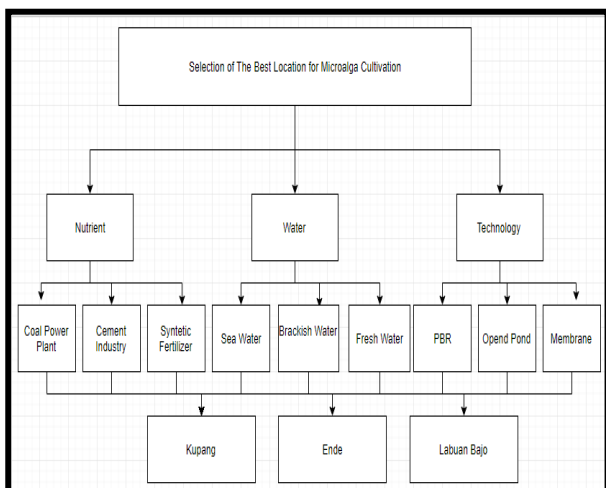 Selection of The Best Location for Microalga Cultivation
Nutrient
Water
Technology
Coal Power
Plant
Cement
Industry
Syntetic
Fertilizer
Sea Water
Brackish Water
Fresh Water
PBR
Opend Pond
Membrane
Kupang
Ende
Labuan Bajo